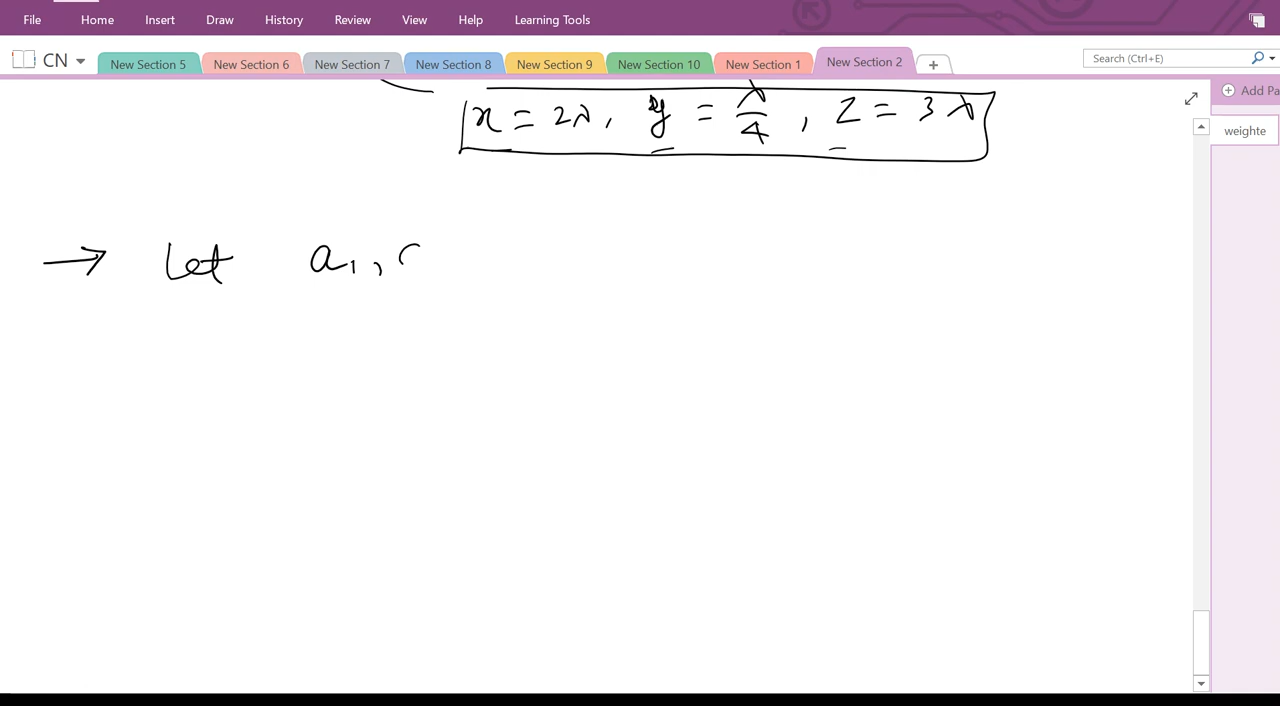 File Home Insert Draw History Review View Help Learning Tools
CN New Section 5 New Section 6 New Section 7 New Section 8 New Section 9 New Section 10 New Section 1 New Section 2 Search (Ctrl+E)
Add Pa
weighte
x = 2λ, y = λ/4, z = 3λ
→ Let a₁,